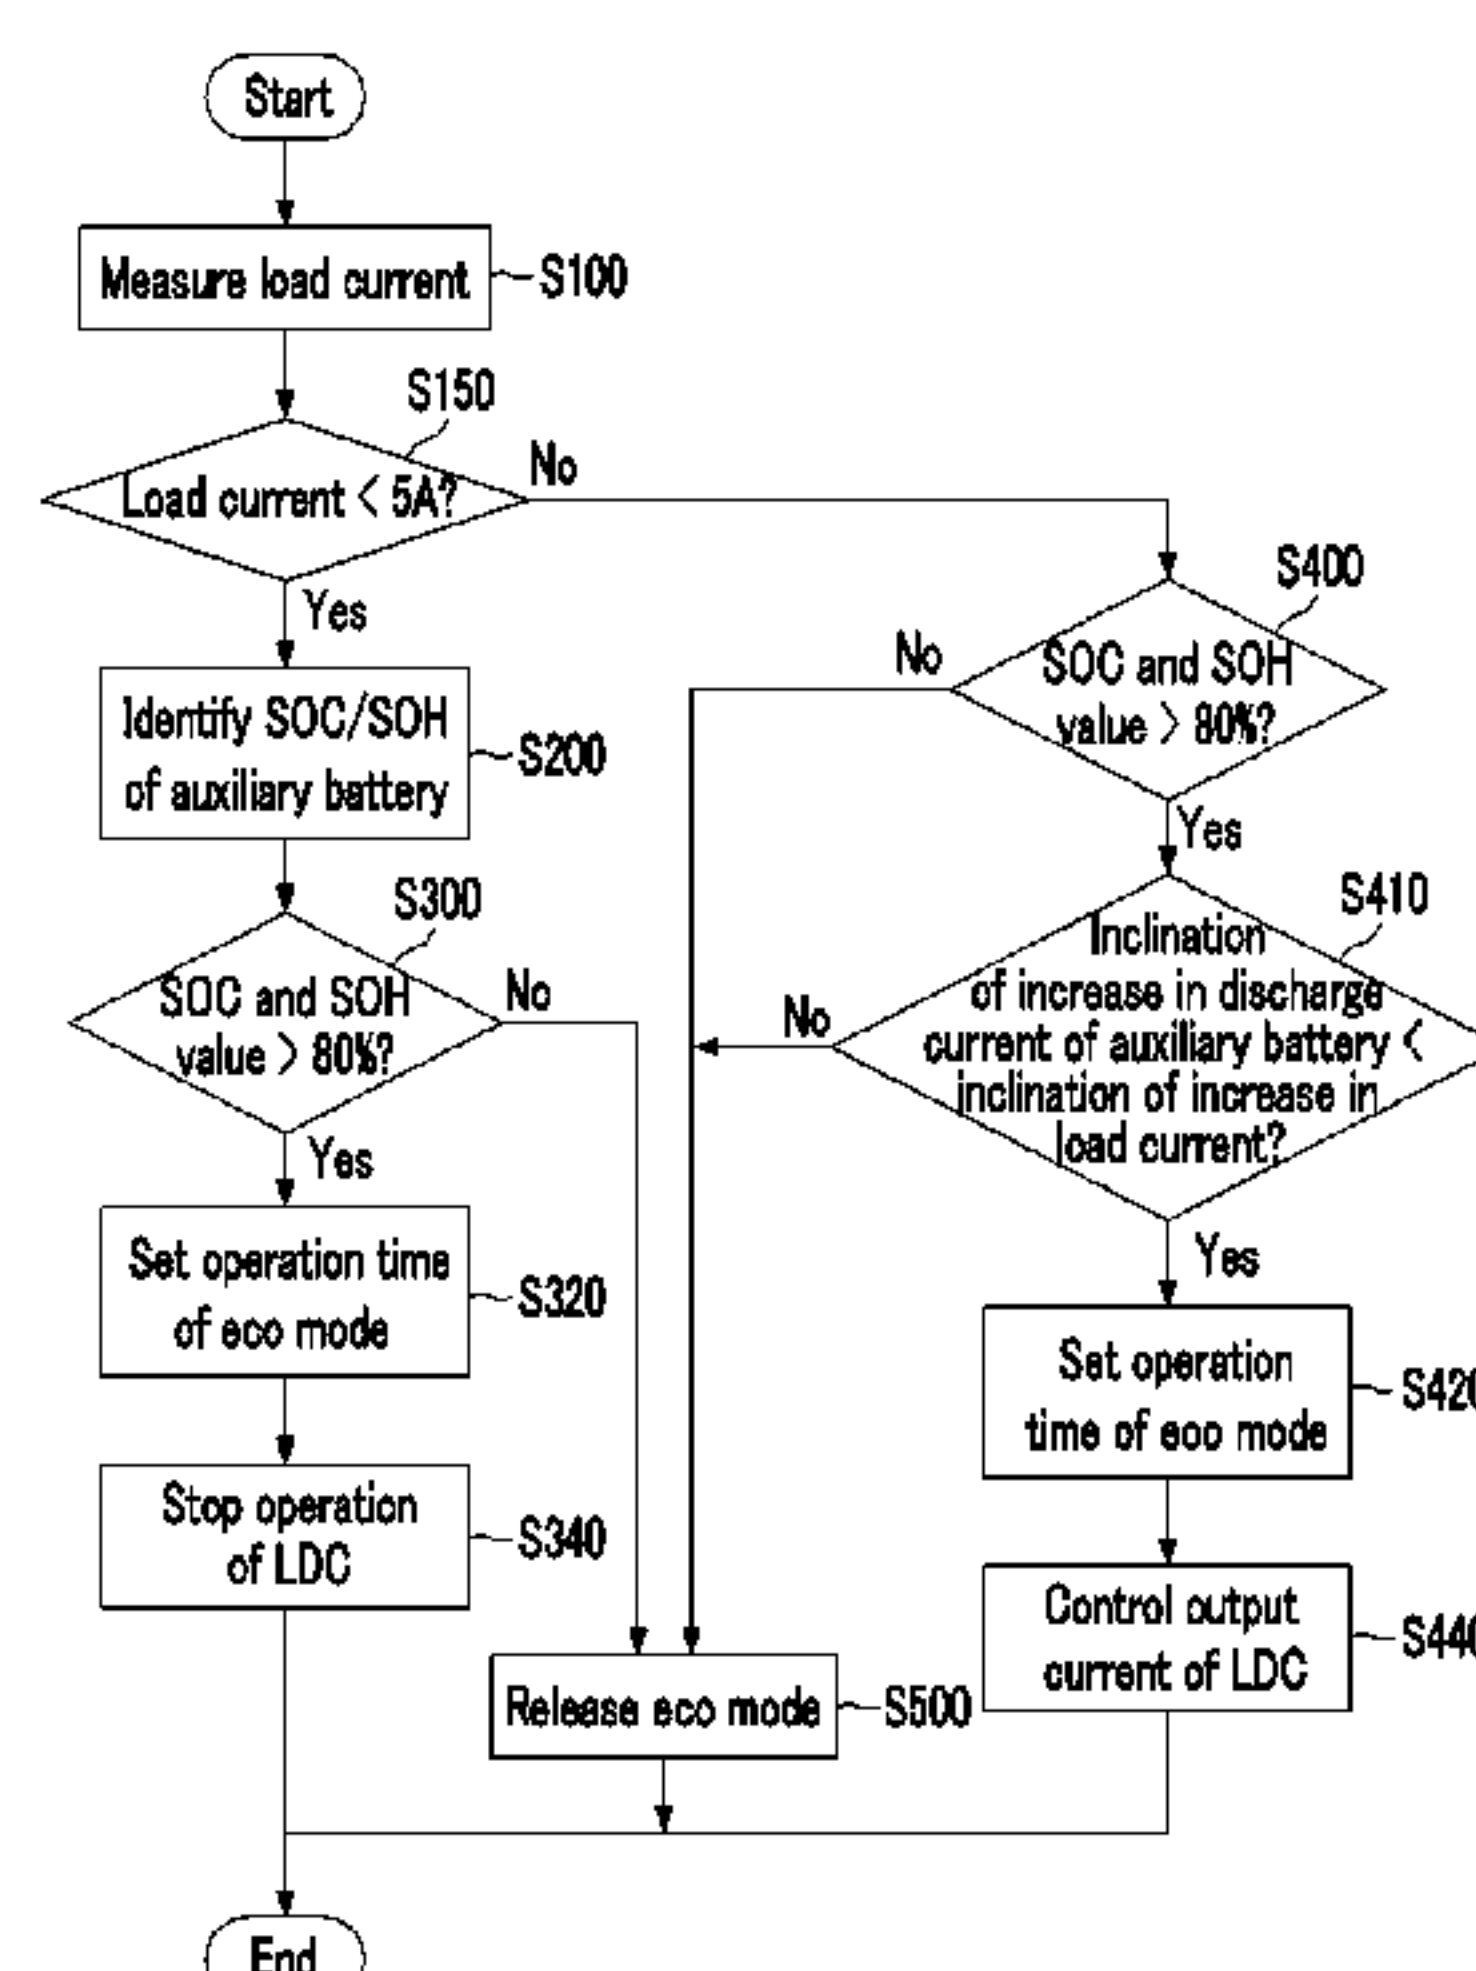 Start
Measure load current
S100
S150
Load current < 5A?
No
Yes
S400
SOC and SOH
value > 80%?
No
Yes
Identify SOC/SOH
of auxiliary battery
S200
S300
SOC and SOH
value > 80%?
No
Yes
S410
Inclination
of increase in discharge
current of auxiliary battery <
inclination of increase in
load current?
No
Yes
Set operation time
of eco mode
S320
Set operation
time of eco mode
S420
Stop operation
of LDC
S340
Control output
current of LDC
S440
Release eco mode
S500
End